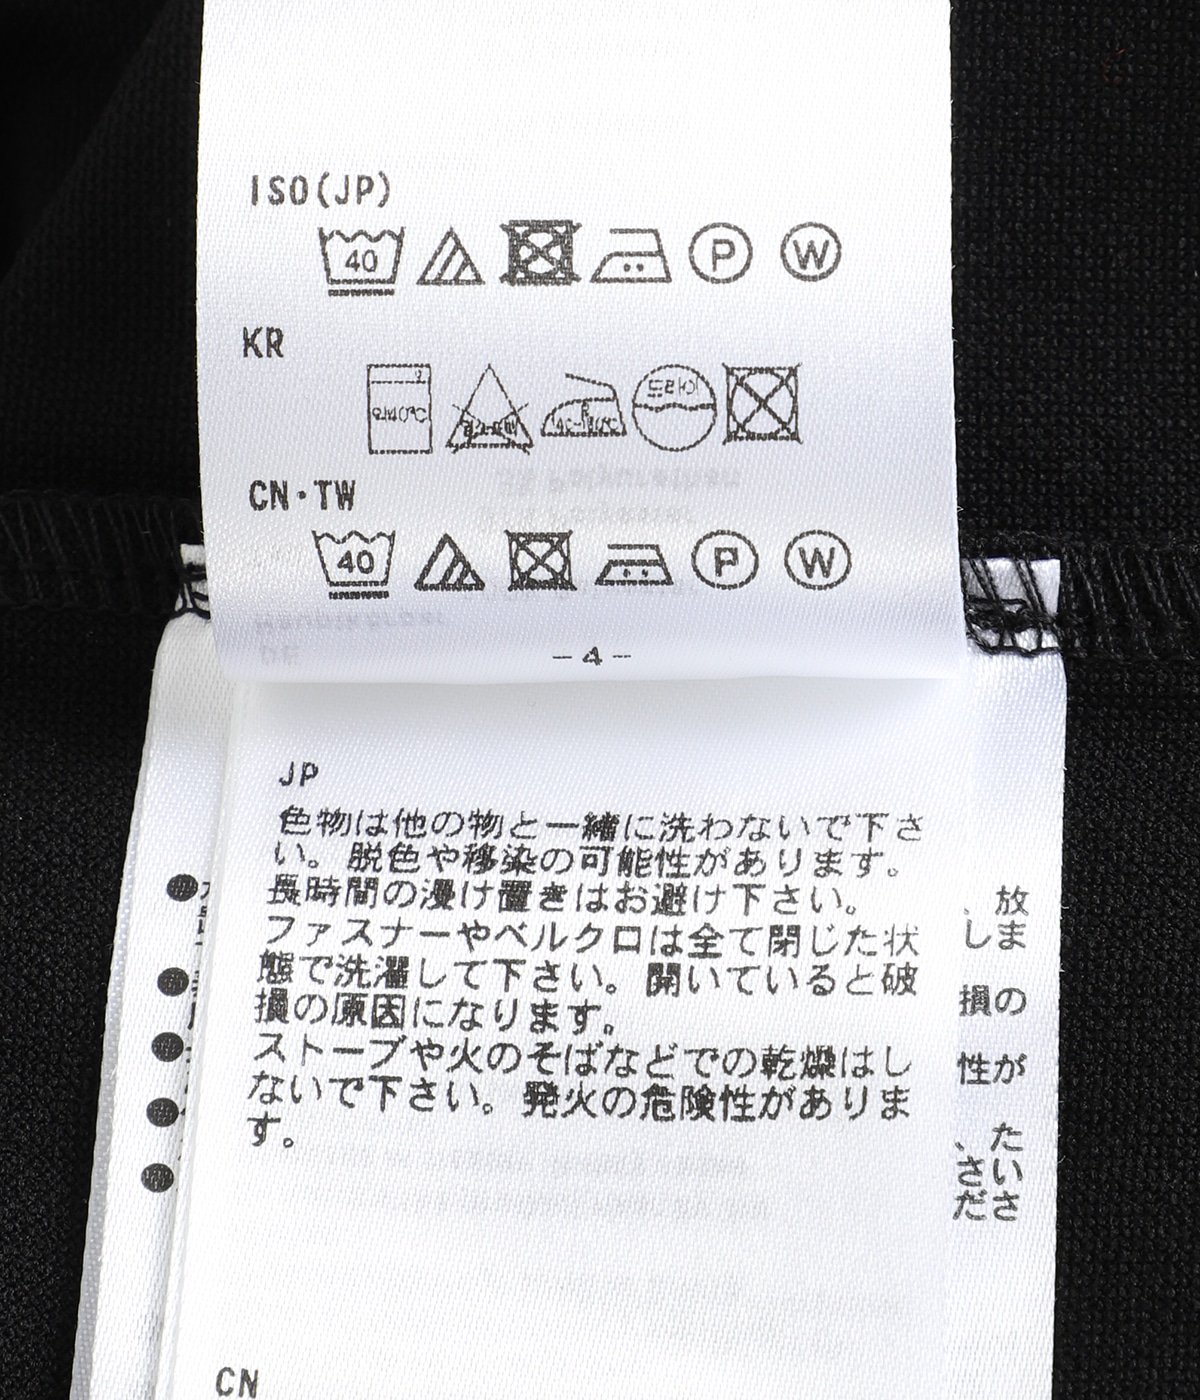 ISO(JP)
40
P
W
KR
드라이
CN・TW
40
P
W
-4-
JP
色物は他の物と一緒に洗わないで下さ
い。脱色や移染の可能性があります。
長時間の漫け置きはお避け下さい。
ファスナーやベルクロは全て閉じた状
態で洗濯して下さい。開いていると破
損の原因になります。
ストーブや火のそばなどでの乾燥はし
ないで下さい。発火の危険性がありま
す。
、放
しま
損の
性が
、た
さい
ださ
CN